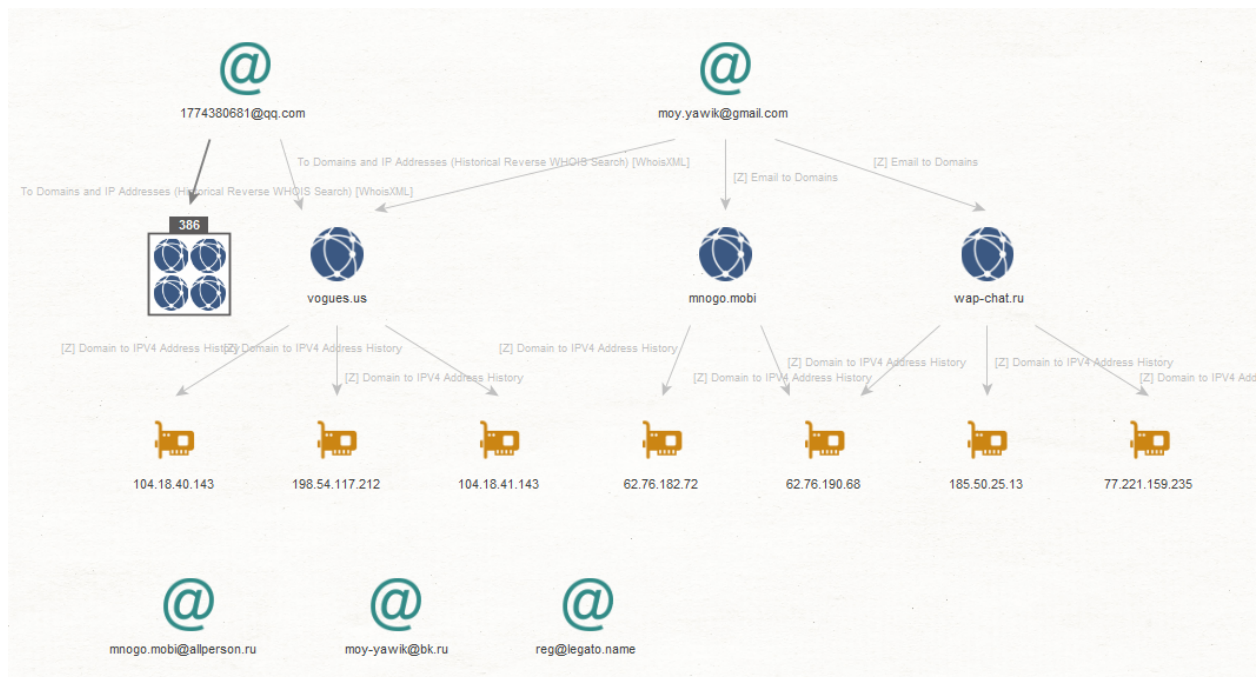 1774380681@qq.com
moy.yawik@gmail.com
To Domains and IP Addresses (Historical Reverse WHOIS Search) [WhoisXML]
[Z] Email to Domains
[Z] Email to Domains
To Domains and IP Addresses (Historical Reverse WHOIS Search) [WhoisXML]
386
vogues.us
mnogo.mobi
wap-chat.ru
[Z] Domain to IPV4 Address History
[Z] Domain to IPV4 Address History
[Z] Domain to IPV4 Address History
[Z] Domain to IPV4 Address History
[Z] Domain to IPV4 Address History
[Z] Domain to IPV4 Address History
[Z] Domain to IPV4 Address History
[Z] Domain to IPV4 Add
104.18.40.143
198.54.117.212
104.18.41.143
62.76.182.72
62.76.190.68
185.50.25.13
77.221.159.235
mnogo.mobi@allperson.ru
moy-yawik@bk.ru
reg@legato.name